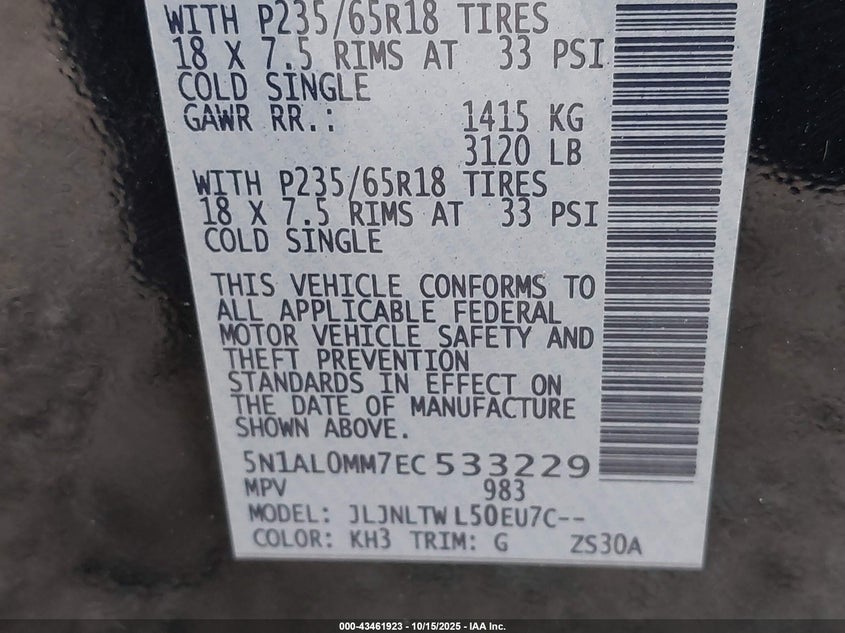 WITH P235/65R18 TIRES
18 X 7.5 RIMS AT 33 PSI
COLD SINGLE
GAWR RR.: 1415 KG
3120 LB
WITH P235/65R18 TIRES
18 X 7.5 RIMS AT 33 PSI
COLD SINGLE
THIS VEHICLE CONFORMS TO
ALL APPLICABLE FEDERAL
MOTOR VEHICLE SAFETY AND
THEFT PREVENTION
STANDARDS IN EFFECT ON
THE DATE OF MANUFACTURE
SHOWN ABOVE.
5N1AL0MM7EC533229
MPV 983
MODEL: JLJNLTWL50EU7C--
COLOR: KH3 TRIM: G ZS30A
000-43461923 - 10/15/2025 - IAA Inc.